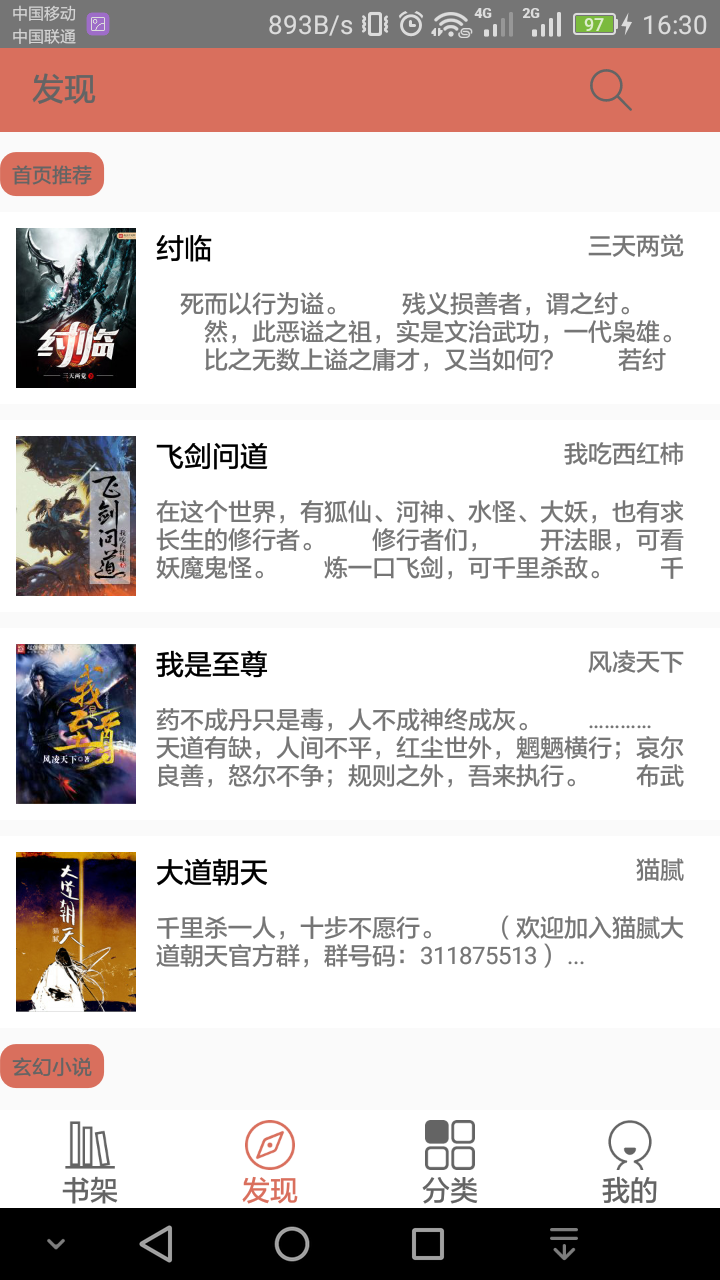 中国移动
中国联通
893B/s 4G 2G 97 16:30
发现
首页推荐
纣临 三天两觉
纣临
三天两觉
死而以行为谥。 残义损善者，谓之纣。
然，此恶谥之祖，实是文治武功，一代枭雄。
比之无数上谥之庸才，又当如何？ 若纣
飞剑问道 我吃西红柿
飞剑问道
我吃西红柿
在这个世界，有狐仙、河神、水怪、大妖，也有求
长生的修行者。 修行者们， 开法眼，可看
妖魔鬼怪。 炼一口飞剑，可千里杀敌。 千
我是至尊 风凌天下
我是至尊
风凌天下 著
药不成丹只是毒，人不成神终成灰。 …………
天道有缺，人间不平，红尘世外，魍魉横行；哀尔
良善，怒尔不争；规则之外，吾来执行。 布武
大道朝天 猫腻
大道朝天
猫腻
千里杀一人，十步不愿行。 （ 欢迎加入猫腻大
道朝天官方群，群号码：311875513 ）...
玄幻小说
书架 发现 分类 我的